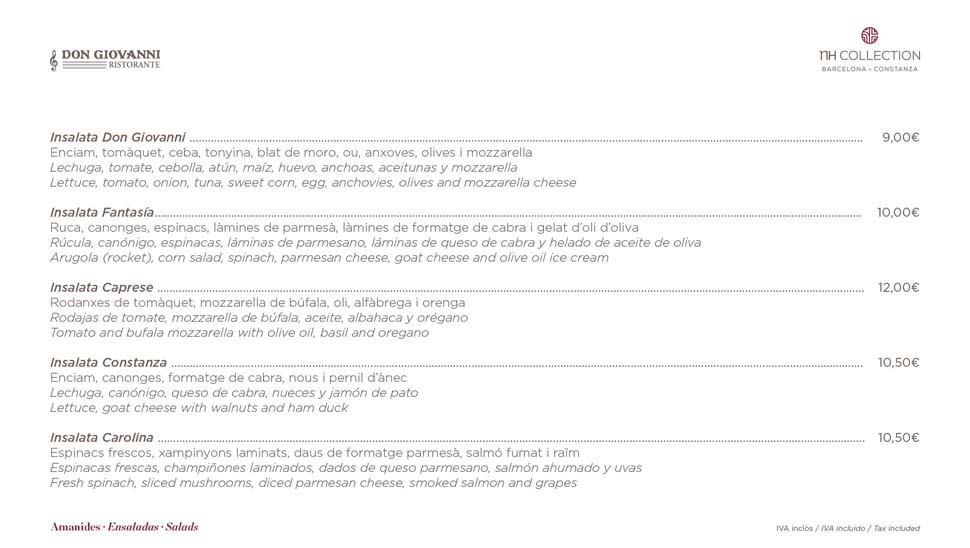 DON GIOVANNI
RISTORANTE
NH COLLECTION
BARCELONA - CONSTANZA
Insalata Don Giovanni ........ 9,00€
Enciam, tomàquet, ceba, tonyina, blat de moro, ou, anxoves, olives i mozzarella
Lechuga, tomate, cebolla, atún, maíz, huevo, anchoas, aceitunas y mozzarella
Lettuce, tomato, onion, tuna, sweet corn, egg, anchovies, olives and mozzarella cheese
Insalata Fantasía........ 10,00€
Ruca, canonges, espinacs, làmines de parmesà, làmines de formatge de cabra i gelat d'oli d'oliva
Rúcula, canónigo, espinacas, láminas de parmesano, láminas de queso de cabra y helado de aceite de oliva
Arugola (rocket), corn salad, spinach, parmesan cheese, goat cheese and olive oil ice cream
Insalata Caprese ........ 12,00€
Rodanxes de tomàquet, mozzarella de búfala, oli, alfàbrega i orenga
Rodajas de tomate, mozzarella de búfala, aceite, albahaca y orégano
Tomato and bufala mozzarella with olive oil, basil and oregano
Insalata Constanza ........ 10,50€
Enciam, canonges, formatge de cabra, nous i pernil d'ànec
Lechuga, canónigo, queso de cabra, nueces y jamón de pato
Lettuce, goat cheese with walnuts and ham duck
Insalata Carolina ........ 10,50€
Espinacs frescos, xampinyons laminats, daus de formatge parmesà, salmó fumat i raïm
Espinacas frescas, champiñones laminados, dados de queso parmesano, salmón ahumado y uvas
Fresh spinach, sliced mushrooms, diced parmesan cheese, smoked salmon and grapes
Amanides · Ensaladas · Salads
IVA inclòs / IVA incluido / Tax included